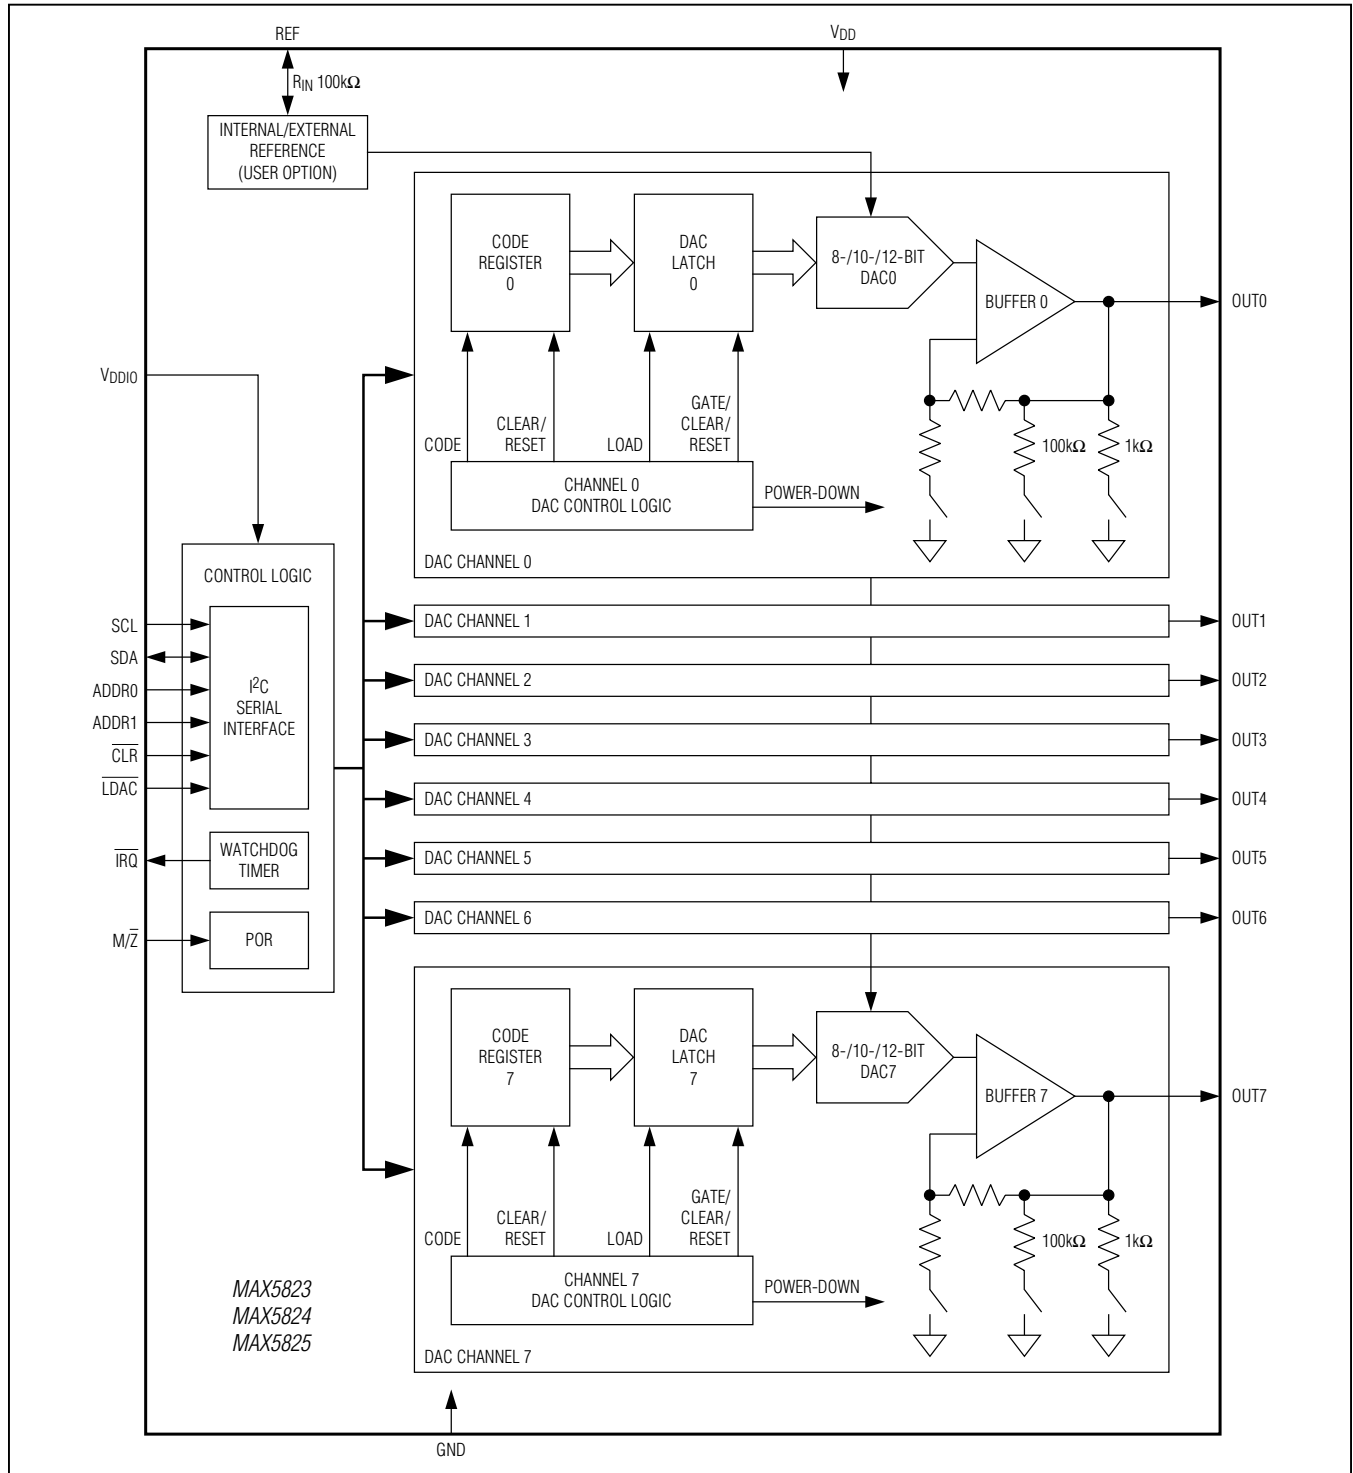 REF
VDD
RIN 100kΩ
INTERNAL/EXTERNAL
REFERENCE
(USER OPTION)
CODE
REGISTER
0
DAC
LATCH
0
8-/10-/12-BIT
DAC0
BUFFER 0
OUT0
VDDIO
CODE
CLEAR/
RESET
LOAD
GATE/
CLEAR/
RESET
100kΩ
1kΩ
CHANNEL 0
DAC CONTROL LOGIC
POWER-DOWN
DAC CHANNEL 0
CONTROL LOGIC
SCL
SDA
ADDR0
ADDR1
C̅L̅R̅
L̅D̅A̅C̅
I²C
SERIAL
INTERFACE
I̅R̅Q̅
WATCHDOG
TIMER
M/Z̅
POR
DAC CHANNEL 1
OUT1
DAC CHANNEL 2
OUT2
DAC CHANNEL 3
OUT3
DAC CHANNEL 4
OUT4
DAC CHANNEL 5
OUT5
DAC CHANNEL 6
OUT6
CODE
REGISTER
7
DAC
LATCH
7
8-/10-/12-BIT
DAC7
BUFFER 7
OUT7
CODE
CLEAR/
RESET
LOAD
GATE/
CLEAR/
RESET
100kΩ
1kΩ
CHANNEL 7
DAC CONTROL LOGIC
POWER-DOWN
DAC CHANNEL 7
MAX5823
MAX5824
MAX5825
GND